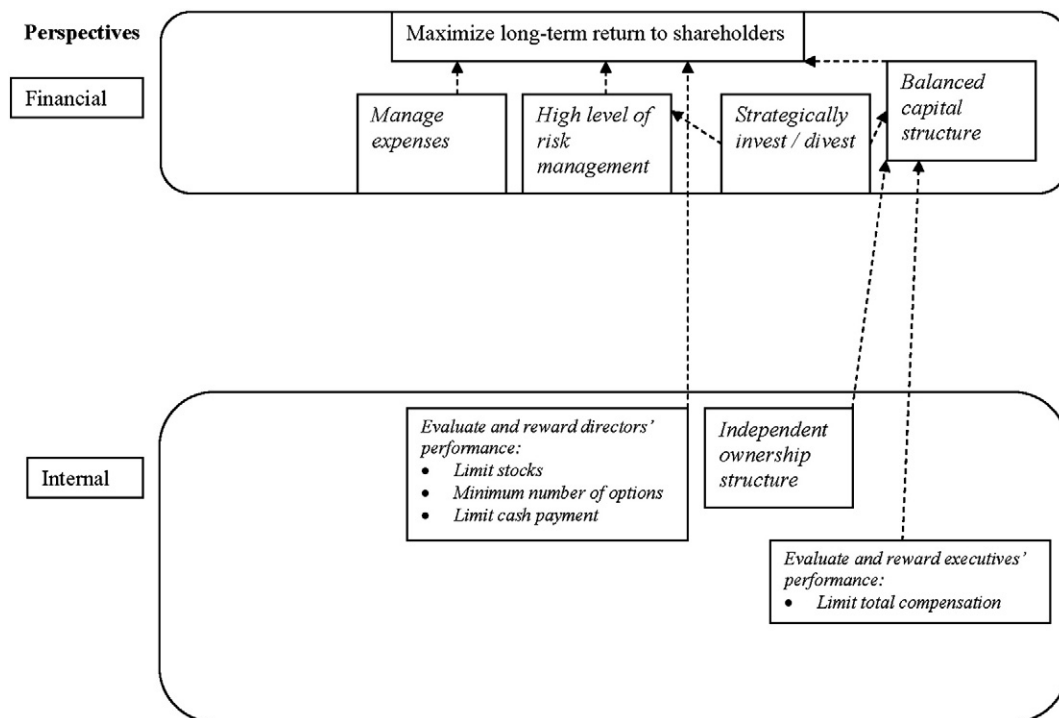 Perspectives
Maximize long-term return to shareholders
Financial
Manage
expenses
High level of
risk
management
Strategically
invest / divest
Balanced
capital
structure
Internal
Evaluate and reward directors’
performance:
• Limit stocks
• Minimum number of options
• Limit cash payment
Independent
ownership
structure
Evaluate and reward executives’
performance:
• Limit total compensation